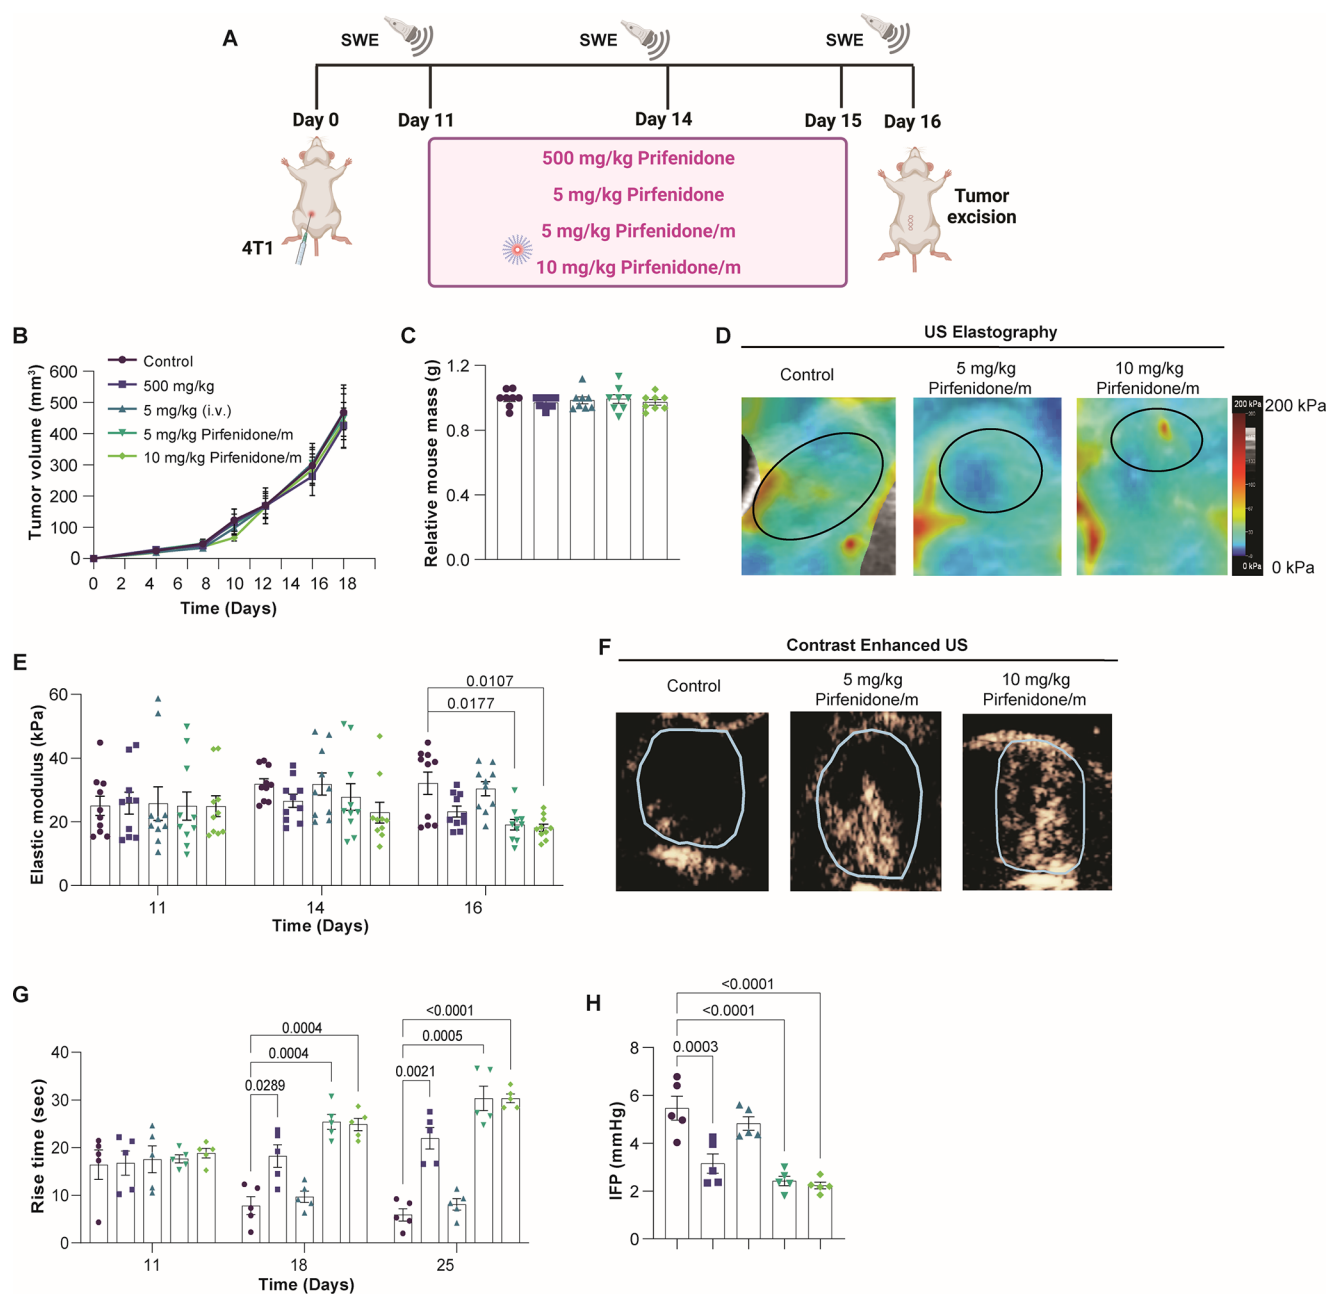 A
SWE
SWE
SWE
Day 0
Day 11
Day 14
Day 15
Day 16
500 mg/kg Prifenidone
5 mg/kg Pirfenidone
5 mg/kg Pirfenidone/m
10 mg/kg Pirfenidone/m
4T1
Tumor
excision
B
Control
500 mg/kg
5 mg/kg (i.v.)
5 mg/kg Pirfenidone/m
10 mg/kg Pirfenidone/m
Tumor volume (mm³)
600
500
400
300
200
100
0
0 2 4 6 8 10 12 14 16 18
Time (Days)
C
Relative mouse mass (g)
1.2
0.8
0.4
0.0
D
US Elastography
Control
5 mg/kg
Pirfenidone/m
10 mg/kg
Pirfenidone/m
200 kPa
200 kPa
0 kPa
0 kPa
E
Elastic modulus (kPa)
60
40
20
0
0.0107
0.0177
11 14 16
Time (Days)
F
Contrast Enhanced US
Control
5 mg/kg
Pirfenidone/m
10 mg/kg
Pirfenidone/m
G
Rise time (sec)
40
30
20
10
0
0.0004
0.0004
0.0289
<0.0001
0.0005
0.0021
11 18 25
Time (Days)
H
IFP (mmHg)
8
6
4
2
0
<0.0001
<0.0001
0.0003